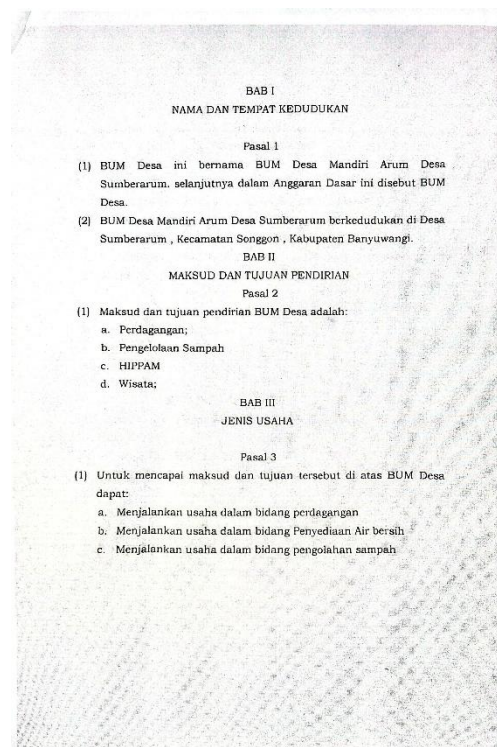 BAB I
NAMA DAN TEMPAT KEDUDUKAN
Pasal 1
(1) BUM Desa ini bernama BUM Desa Mandiri Arum Desa
Sumberarum. selanjutnya dalam Anggaran Dasar ini disebut BUM
Desa.
(2) BUM Desa Mandiri Arum Desa Sumberarum berkedudukan di Desa
Sumberarum , Kecamatan Songgon , Kabupaten Banyuwangi.
BAB II
MAKSUD DAN TUJUAN PENDIRIAN
Pasal 2
(1) Maksud dan tujuan pendirian BUM Desa adalah:
a. Perdagangan;
b. Pengelolaan Sampah
c. HIPPAM
d. Wisata;
BAB III
JENIS USAHA
Pasal 3
(1) Untuk mencapai maksud dan tujuan tersebut di atas BUM Desa
dapat:
a. Menjalankan usaha dalam bidang perdagangan
b. Menjalankan usaha dalam bidang Penyediaan Air bersih
c. Menjalankan usaha dalam bidang pengolahan sampah